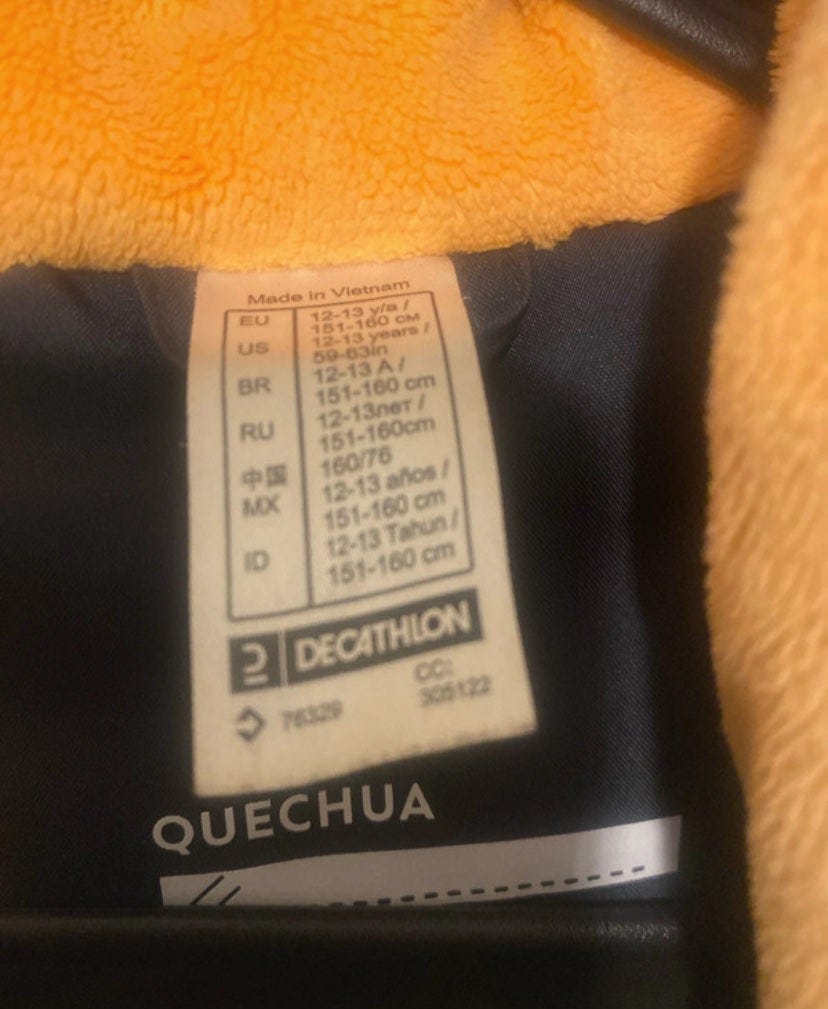 Made in Vietnam
EU 12-13 y/a /
151-160 см
US 12-13 years /
59-63in
BR 12-13 A /
151-160 cm
RU 12-13лет /
151-160cm
中国 160/76
MX 12-13 años /
151-160 cm
ID 12-13 Tahun /
151-160 cm
DECATHLON
76329 CC:
305122
QUECHUA